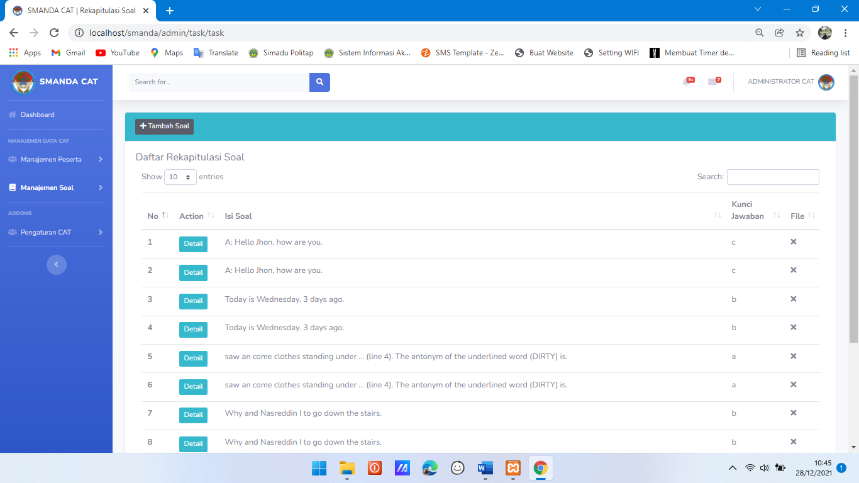 SMANDA CAT | Rekapitulasi Soal
localhost/smanda/admin/task/task
Apps Gmail YouTube Maps Translate Simadu Politap Sistem Informasi Ak... SMS Template - Ze... Buat Website Setting WIFI Membuat Timer de... Reading list
SMANDA CAT
Search for...
ADMINISTRATOR CAT
Dashboard
MANAJEMEN DATA CAT
Manajemen Peserta
Manajemen Soal
ADDONS
Pengaturan CAT
+ Tambah Soal
Daftar Rekapitulasi Soal
Show 10 entries
Search:
No Action Isi Soal Kunci Jawaban File
1 Detail A: Hello Jhon, how are you. c
2 Detail A: Hello Jhon, how are you. c
3 Detail Today is Wednesday. 3 days ago. b
4 Detail Today is Wednesday. 3 days ago. b
5 Detail saw an come clothes standing under ... (line 4). The antonym of the underlined word (DIRTY) is. a
6 Detail saw an come clothes standing under ... (line 4). The antonym of the underlined word (DIRTY) is. a
7 Detail Why and Nasreddin I to go down the stairs. b
8 Detail Why and Nasreddin I to go down the stairs. b
10:45
28/12/2021
1